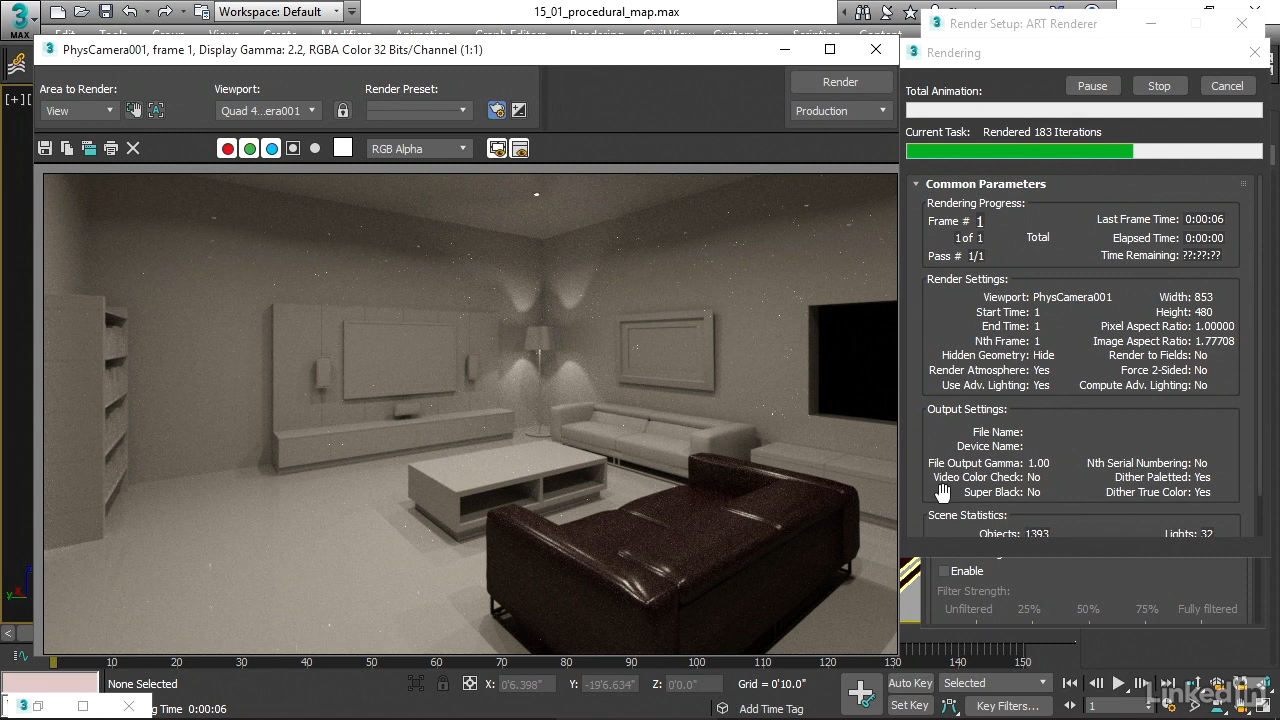 3 MAX Workspace: Default 15_01_procedural_map.max
Render Setup: ART Renderer
PhysCamera001, frame 1, Display Gamma: 2.2, RGBA Color 32 Bits/Channel (1:1)
Rendering
Area to Render: Viewport: Render Preset: Render
View Quad 4...era001 Production
RGB Alpha
[+]
Total Animation: Pause Stop Cancel
Current Task: Rendered 183 Iterations
Common Parameters
Rendering Progress:
Frame # 1 Last Frame Time: 0:00:06
1 of 1 Total Elapsed Time: 0:00:00
Pass # 1/1 Time Remaining: ??:??:??
Render Settings:
Viewport: PhysCamera001 Width: 853
Start Time: 1 Height: 480
End Time: 1 Pixel Aspect Ratio: 1.00000
Nth Frame: 1 Image Aspect Ratio: 1.77708
Hidden Geometry: Hide Render to Fields: No
Render Atmosphere: Yes Force 2-Sided: No
Use Adv. Lighting: Yes Compute Adv. Lighting: No
Output Settings:
File Name:
Device Name:
File Output Gamma: 1.00 Nth Serial Numbering: No
Video Color Check: No Dither Paletted: Yes
Super Black: No Dither True Color: Yes
Scene Statistics:
Objects: 1393 Lights: 32
Enable
Filter Strength:
Unfiltered 25% 50% 75% Fully filtered
y
10 20 30 40 50 60 70 80 90 100 110 120 130 140 150
None Selected X: 0'6.398" Y: -19'6.634" Z: 0'0.0" Grid = 0'10.0" Auto Key Selected
Time 0:00:06 Add Time Tag Set Key Key Filters... 1
LinkedIn